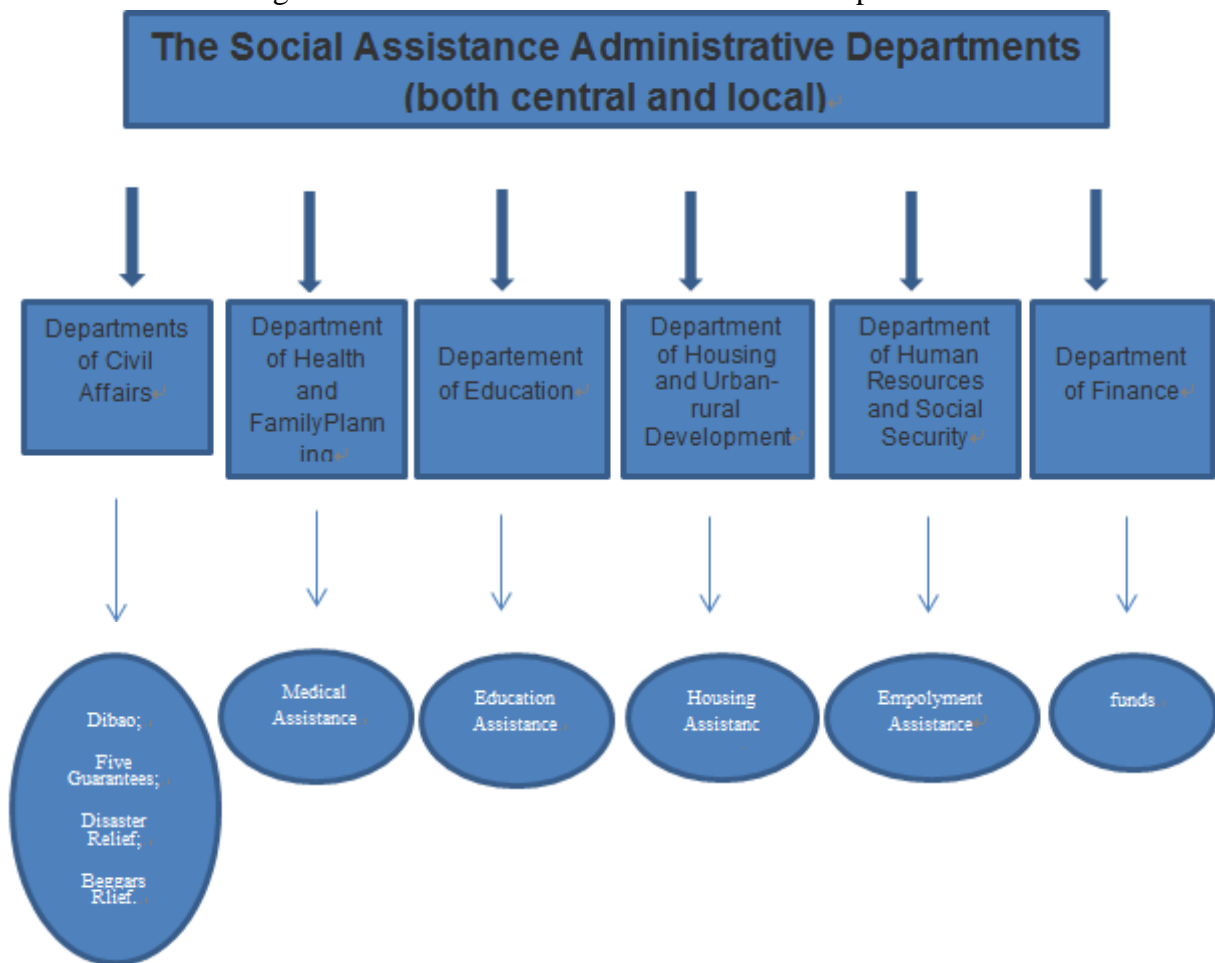 The Social Assistance Administrative Departments
(both central and local)
Departments
of Civil
Affairs
Department
of Health
and
FamilyPlann
ing
Departement
of Education
Department
of Housing
and Urban-
rural
Development
Department
of Human
Resources
and Social
Security
Department
of Finance
Dibao;
Five
Guarantees;
Disaster
Relief;
Beggars
Rlief.
Medical
Assistance
Education
Assistance
Housing
Assistanc
Empolyment
Assistance
funds